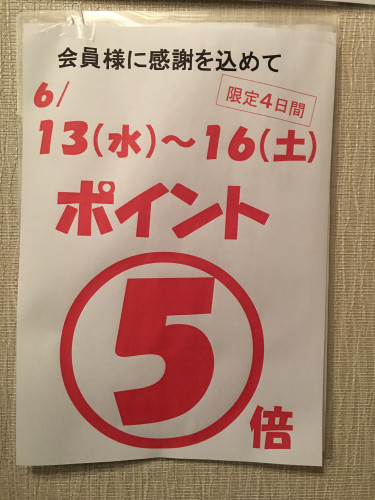 会員様に感謝を込めて
6/
限定4日間
13(水)～16(土)
ポイント
5
倍